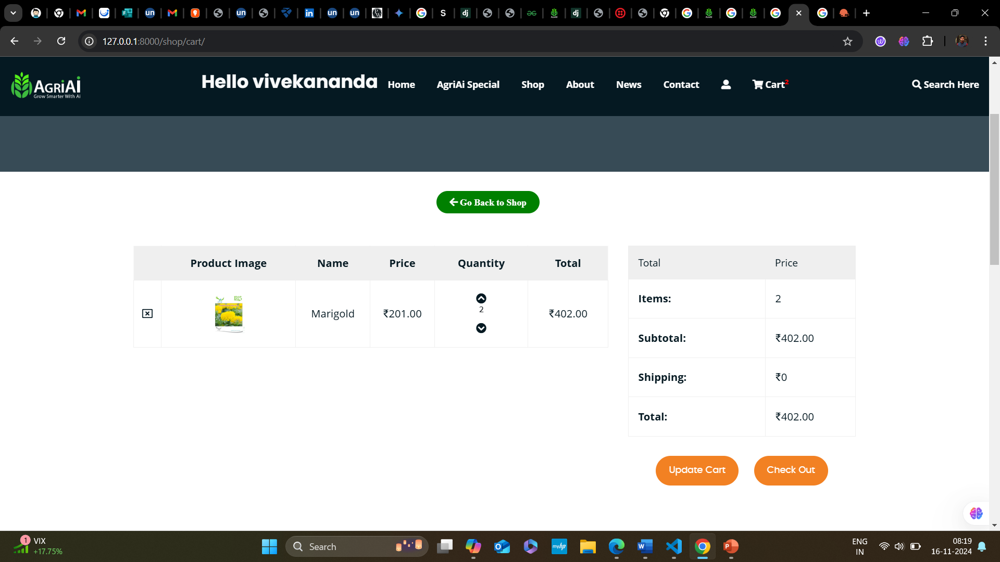 127.0.0.1:8000/shop/cart/
AgriAi
Grow Smarter With Ai
Hello vivekananda
Home
AgriAi Special
Shop
About
News
Contact
Cart2
Search Here
Go Back to Shop
Product Image Name Price Quantity Total
Marigold ₹201.00 2 ₹402.00
Total Price
Items: 2
Subtotal: ₹402.00
Shipping: ₹0
Total: ₹402.00
Update Cart
Check Out
1
VIX
+17.75%
Search
ENG
IN
08:19
16-11-2024